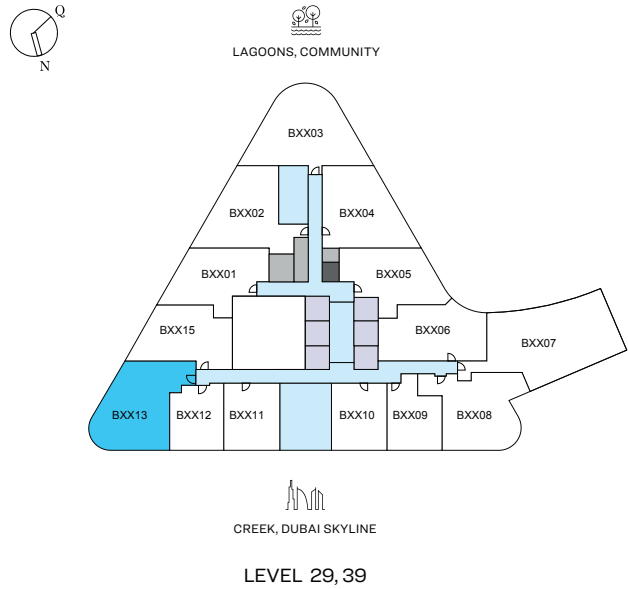 Q
N
LAGOONS, COMMUNITY
BXX03
BXX02
BXX04
BXX01
BXX05
BXX15
BXX06
BXX07
BXX13
BXX12
BXX11
BXX10
BXX09
BXX08
CREEK, DUBAI SKYLINE
LEVEL 29,39